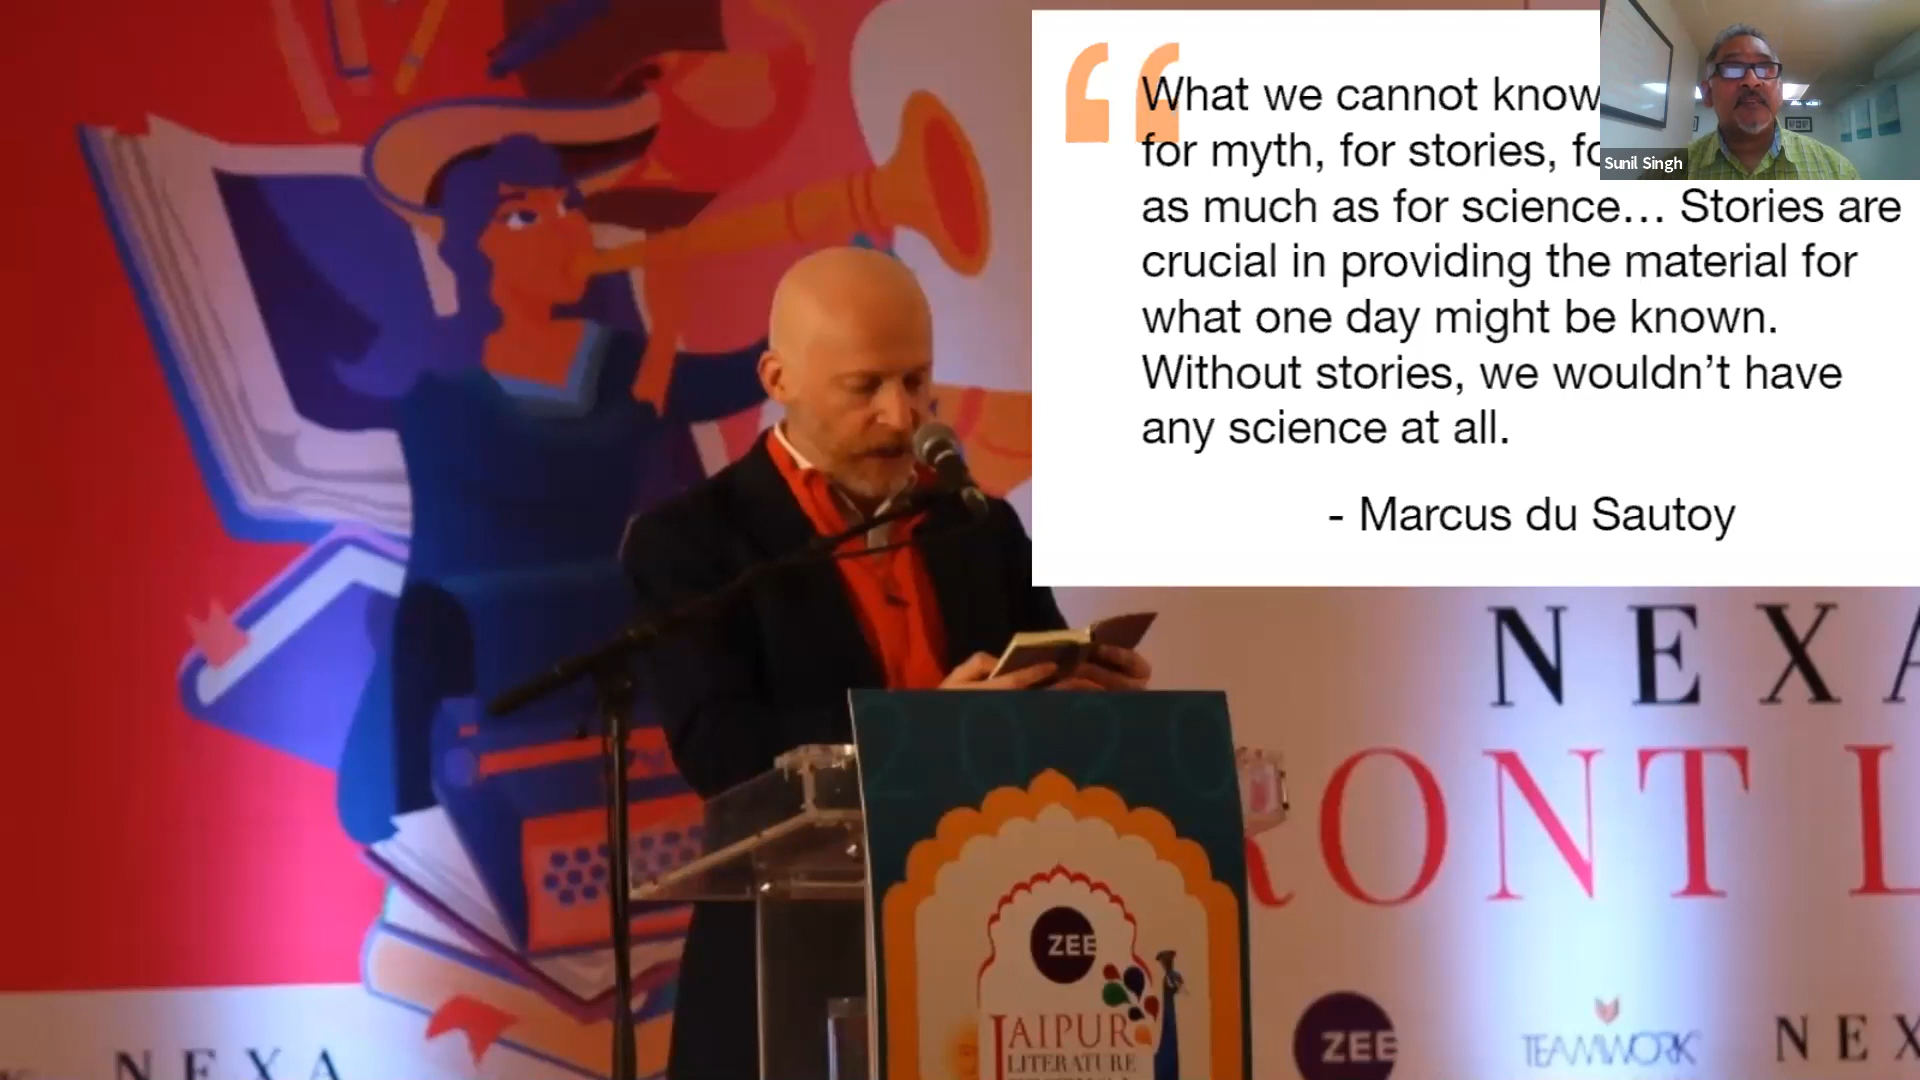 “
What we cannot know
for myth, for stories,
as much as for science... Stories are
crucial in providing the material for
what one day might be known.
Without stories, we wouldn’t have
any science at all.
- Marcus du Sautoy
Sunil Singh
NEXA
RONT L
2020
ZEE
JAIPUR
LITERATURE
ZEE
TEAMWORK
NEX
NEXA